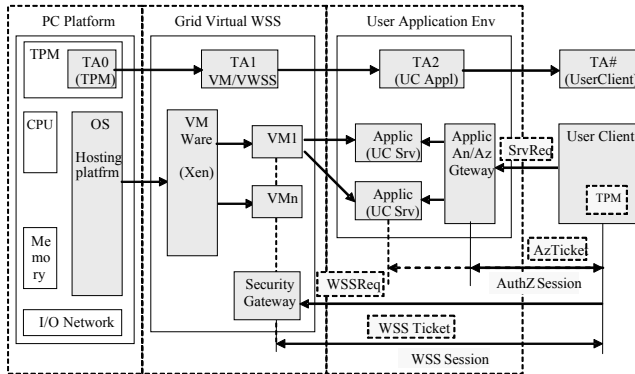 PC Platform
Grid Virtual WSS
User Application Env
TPM
TA0
(TPM)
TA1
VM/VWSS
TA2
(UC Appl)
TA#
(UserClient)
CPU
OS
Hosting
platfrm
VM
Ware
(Xen)
VM1
VMn
Applic
(UC Srv)
Applic
(UC Srv)
Applic
An/Az
Gteway
SrvReq
User Client
TPM
Me
mory
I/O Network
Security
Gateway
WSSReq
AzTicket
AuthZ Session
WSS Ticket
WSS Session